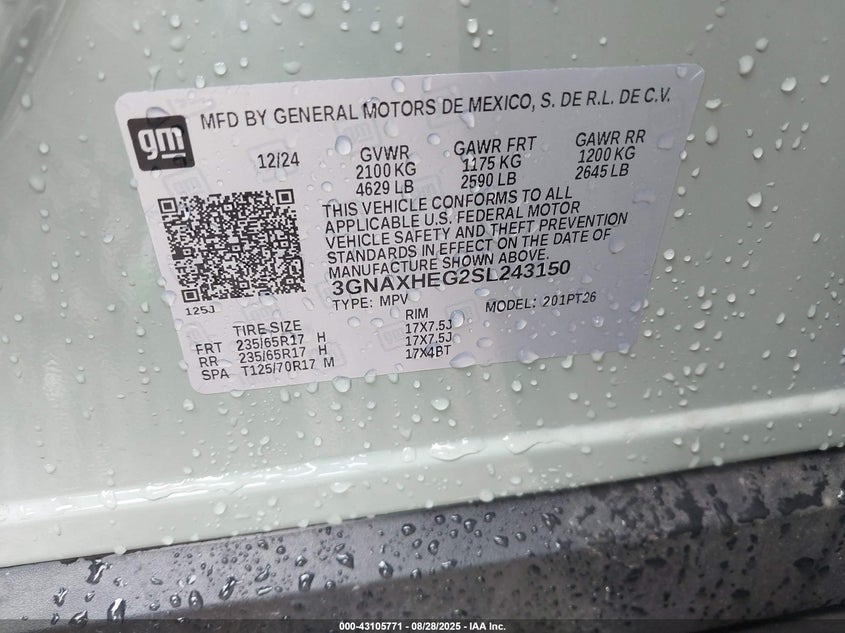 gm
MFD BY GENERAL MOTORS DE MEXICO, S. DE R.L. DE C.V.
12/24 GVWR GAWR FRT GAWR RR
2100 KG 1175 KG 1200 KG
4629 LB 2590 LB 2645 LB
THIS VEHICLE CONFORMS TO ALL
APPLICABLE U.S. FEDERAL MOTOR
VEHICLE SAFETY AND THEFT PREVENTION
STANDARDS IN EFFECT ON THE DATE OF
MANUFACTURE SHOWN ABOVE.
3GNAXHEG2SL243150
125J
TYPE: MPV MODEL: 201PT26
TIRE SIZE RIM
FRT 235/65R17 H 17X7.5J
RR 235/65R17 H 17X7.5J
SPA T125/70R17 M 17X4BT
000-43105771 - 08/28/2025 - IAA Inc.